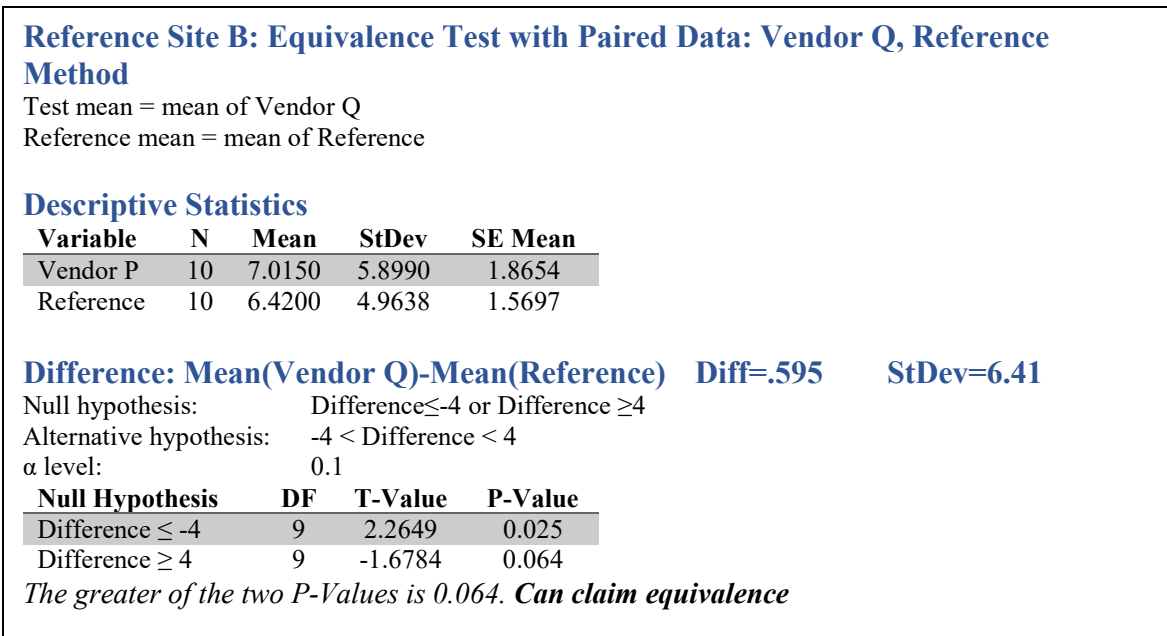 Reference Site B: Equivalence Test with Paired Data: Vendor Q, Reference
Method
Test mean = mean of Vendor Q
Reference mean = mean of Reference
Descriptive Statistics
Variable N Mean StDev SE Mean
Vendor P 10 7.0150 5.8990 1.8654
Reference 10 6.4200 4.9638 1.5697
Difference: Mean(Vendor Q)-Mean(Reference) Diff=.595 StDev=6.41
Null hypothesis: Difference≤-4 or Difference ≥4
Alternative hypothesis: -4 < Difference < 4
α level: 0.1
Null Hypothesis DF T-Value P-Value
Difference ≤ -4 9 2.2649 0.025
Difference ≥ 4 9 -1.6784 0.064
The greater of the two P-Values is 0.064. Can claim equivalence